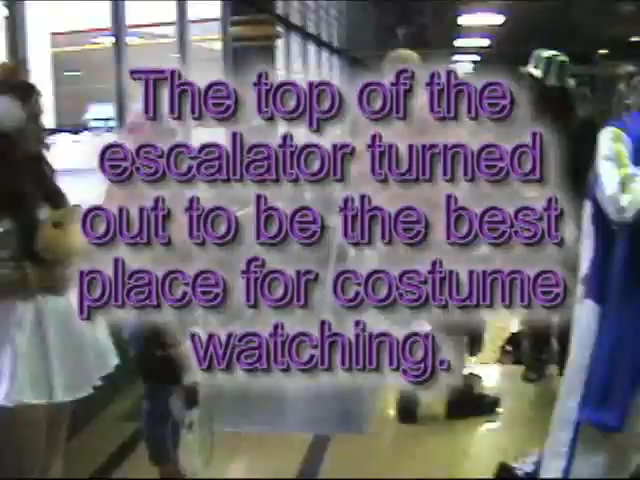 The top of the
escalator turned
out to be the best
place for costume
watching.